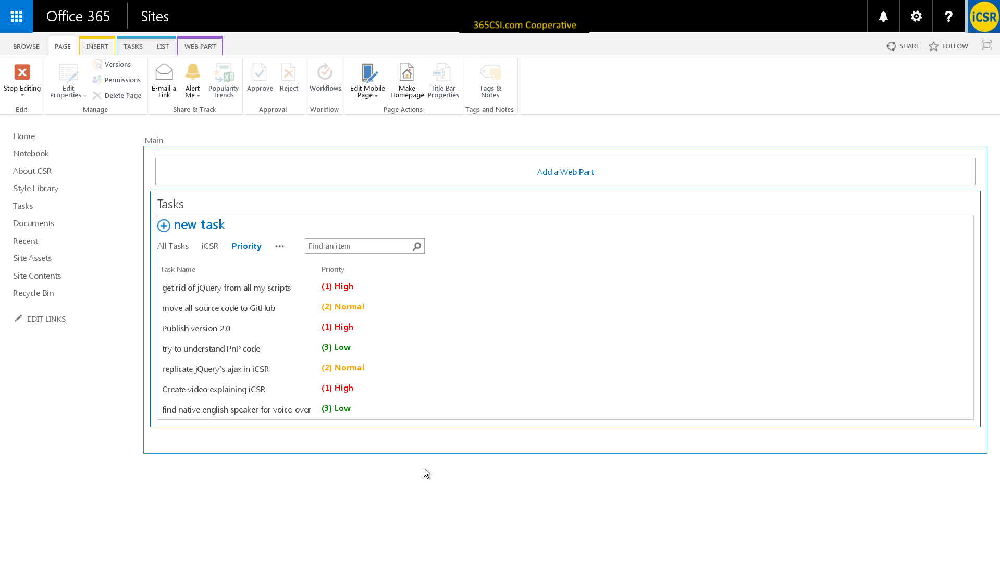 Office 365
Sites
365CSI.com Cooperative
iCSR
BROWSE
PAGE
INSERT
TASKS
LIST
WEB PART
SHARE
FOLLOW
Stop Editing
Edit
Edit
Properties
Versions
Permissions
Delete Page
Manage
E-mail a
Link
Alert
Me
Popularity
Trends
Share & Track
Approve
Reject
Approval
Workflows
Workflow
Edit Mobile
Page
Make
Homepage
Title Bar
Properties
Page Actions
Tags &
Notes
Tags and Notes
Home
Notebook
About CSR
Style Library
Tasks
Documents
Recent
Site Assets
Site Contents
Recycle Bin
EDIT LINKS
Main
Add a Web Part
Tasks
new task
All Tasks
iCSR
Priority
Find an item
Task Name Priority
get rid of jQuery from all my scripts (1) High
move all source code to GitHub (2) Normal
Publish version 2.0 (1) High
try to understand PnP code (3) Low
replicate jQuery's ajax in iCSR (2) Normal
Create video explaining iCSR (1) High
find native english speaker for voice-over (3) Low